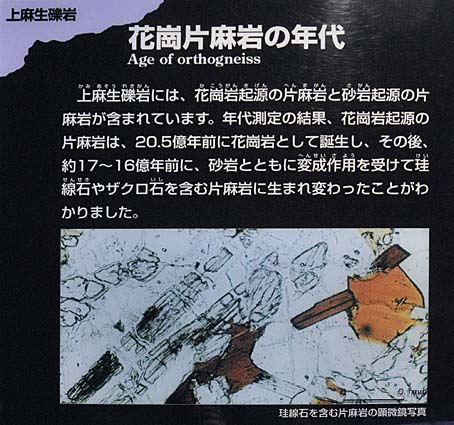 上麻生礫岩
花崗片麻岩の年代
Age of orthogneiss
上麻生礫岩には、花崗岩起源の片麻岩と砂岩起源の片
麻岩が含まれています。年代測定の結果、花崗岩起源の
片麻岩は、20.5億年前に花崗岩として誕生し、その後、
約17〜16億年前に、砂岩とともに変成作用を受けて珪
線石やザクロ石を含む片麻岩に生まれ変わったことがわ
かりました。
珪線石を含む片麻岩の顕微鏡写真